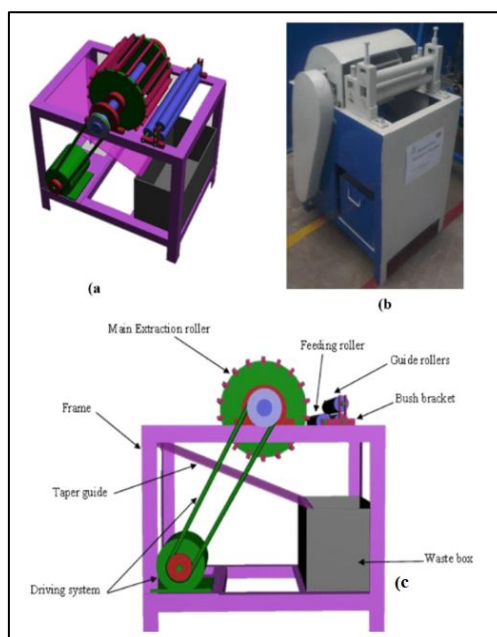 (a
(b
Main Extraction roller
Feeding roller
Guide rollers
Bush bracket
Frame
Taper guide
Waste box
Driving system
(c